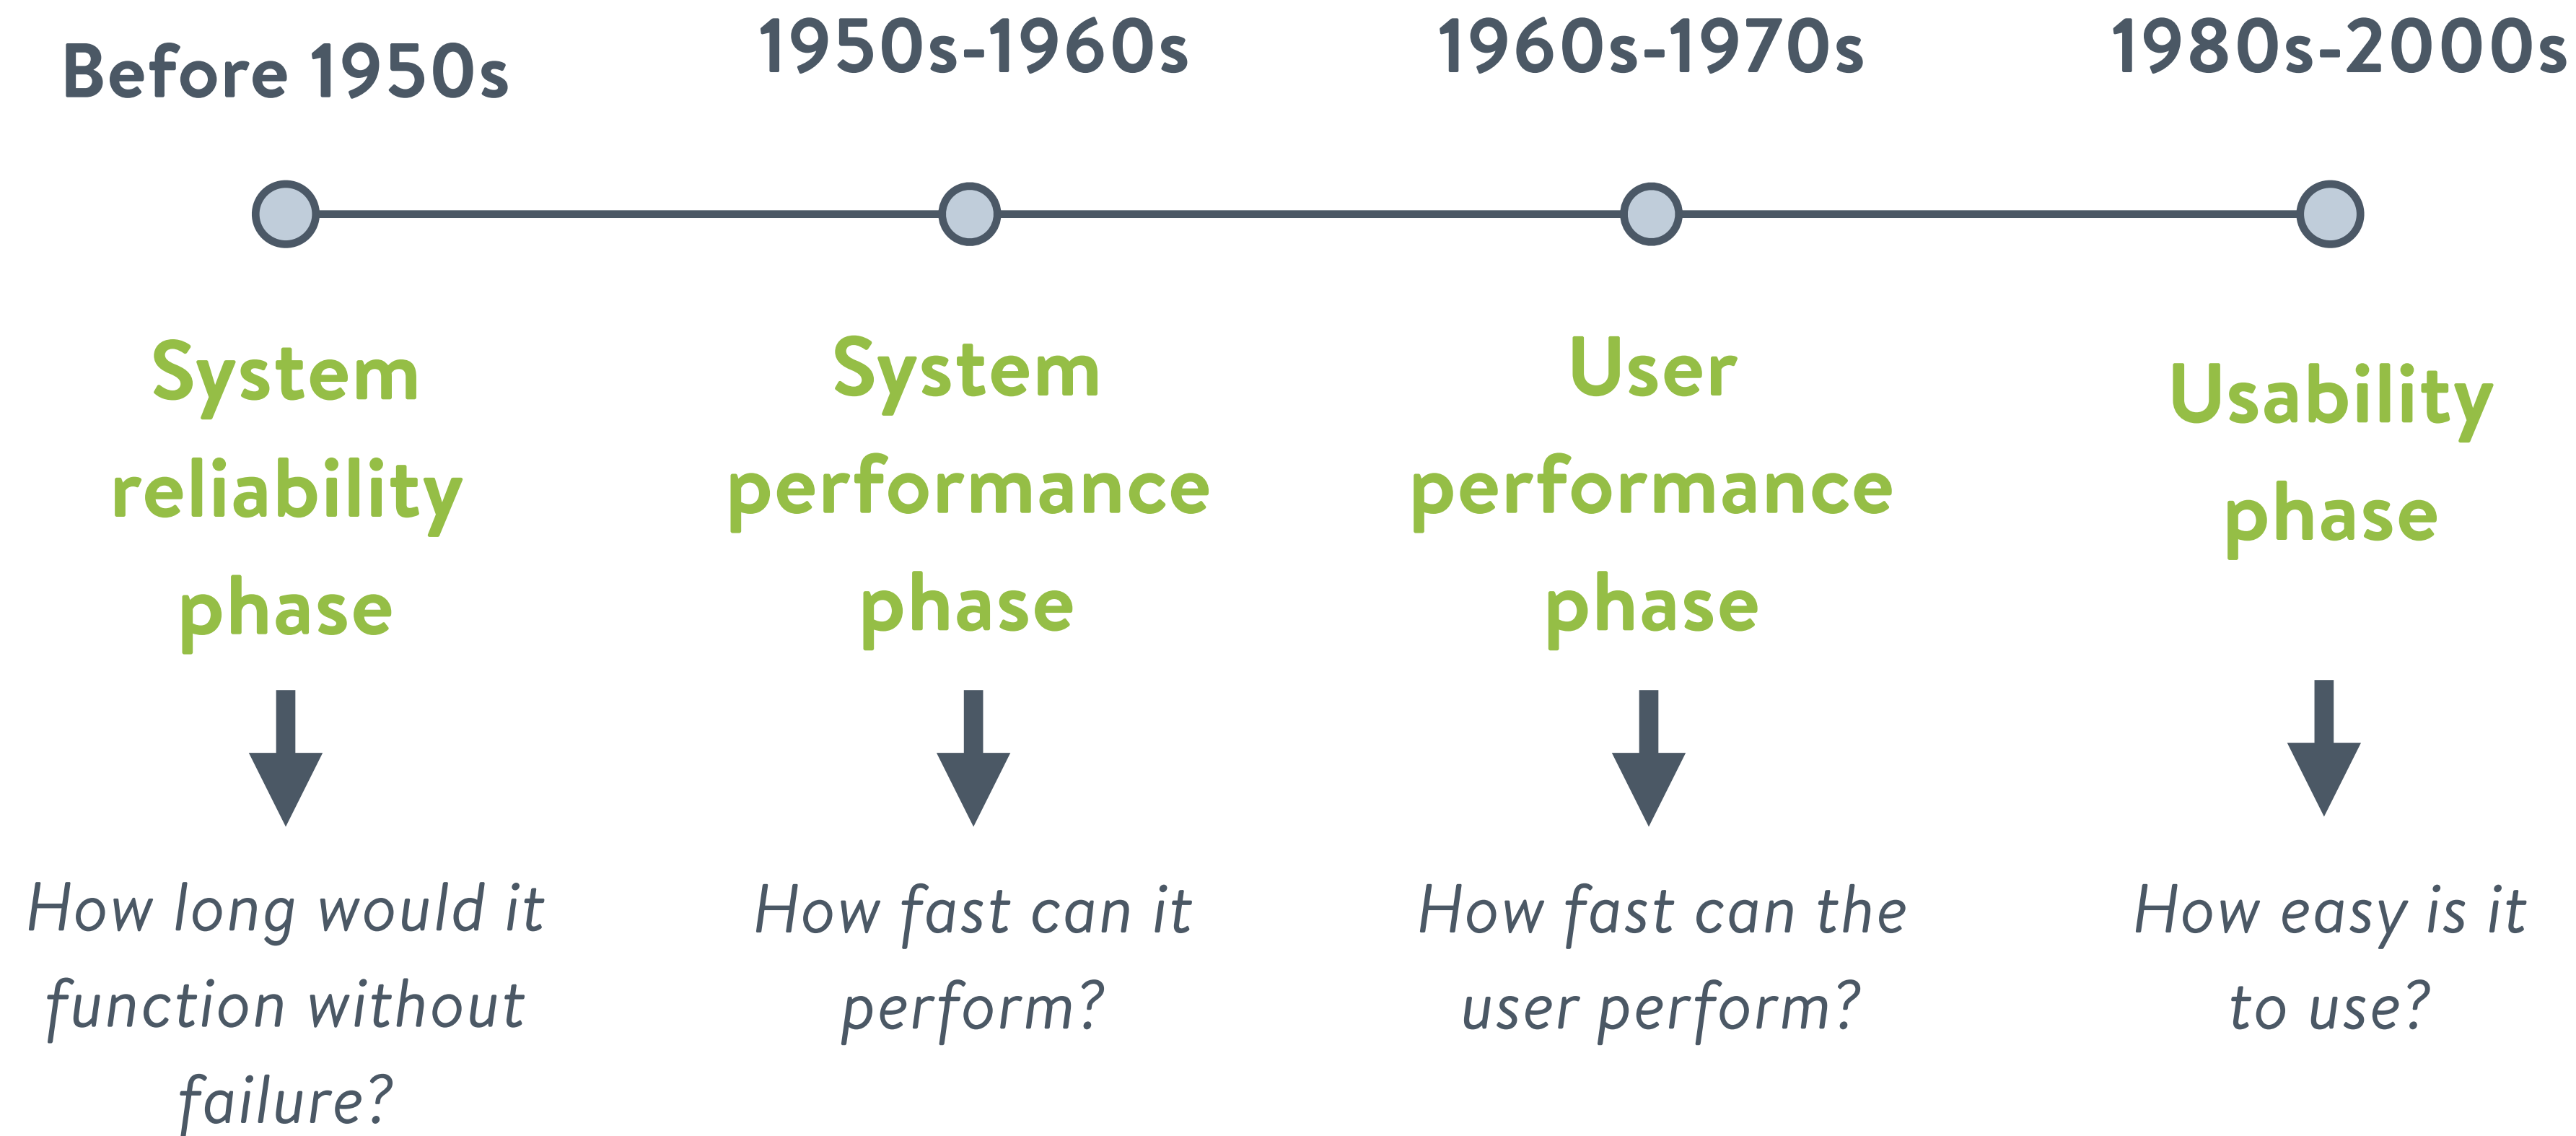 Before 1950s
1950s-1960s
1960s-1970s
1980s-2000s
System
reliability
phase
System
performance
phase
User
performance
phase
Usability
phase
How long would it
function without
failure?
How fast can it
perform?
How fast can the
user perform?
How easy is it
to use?